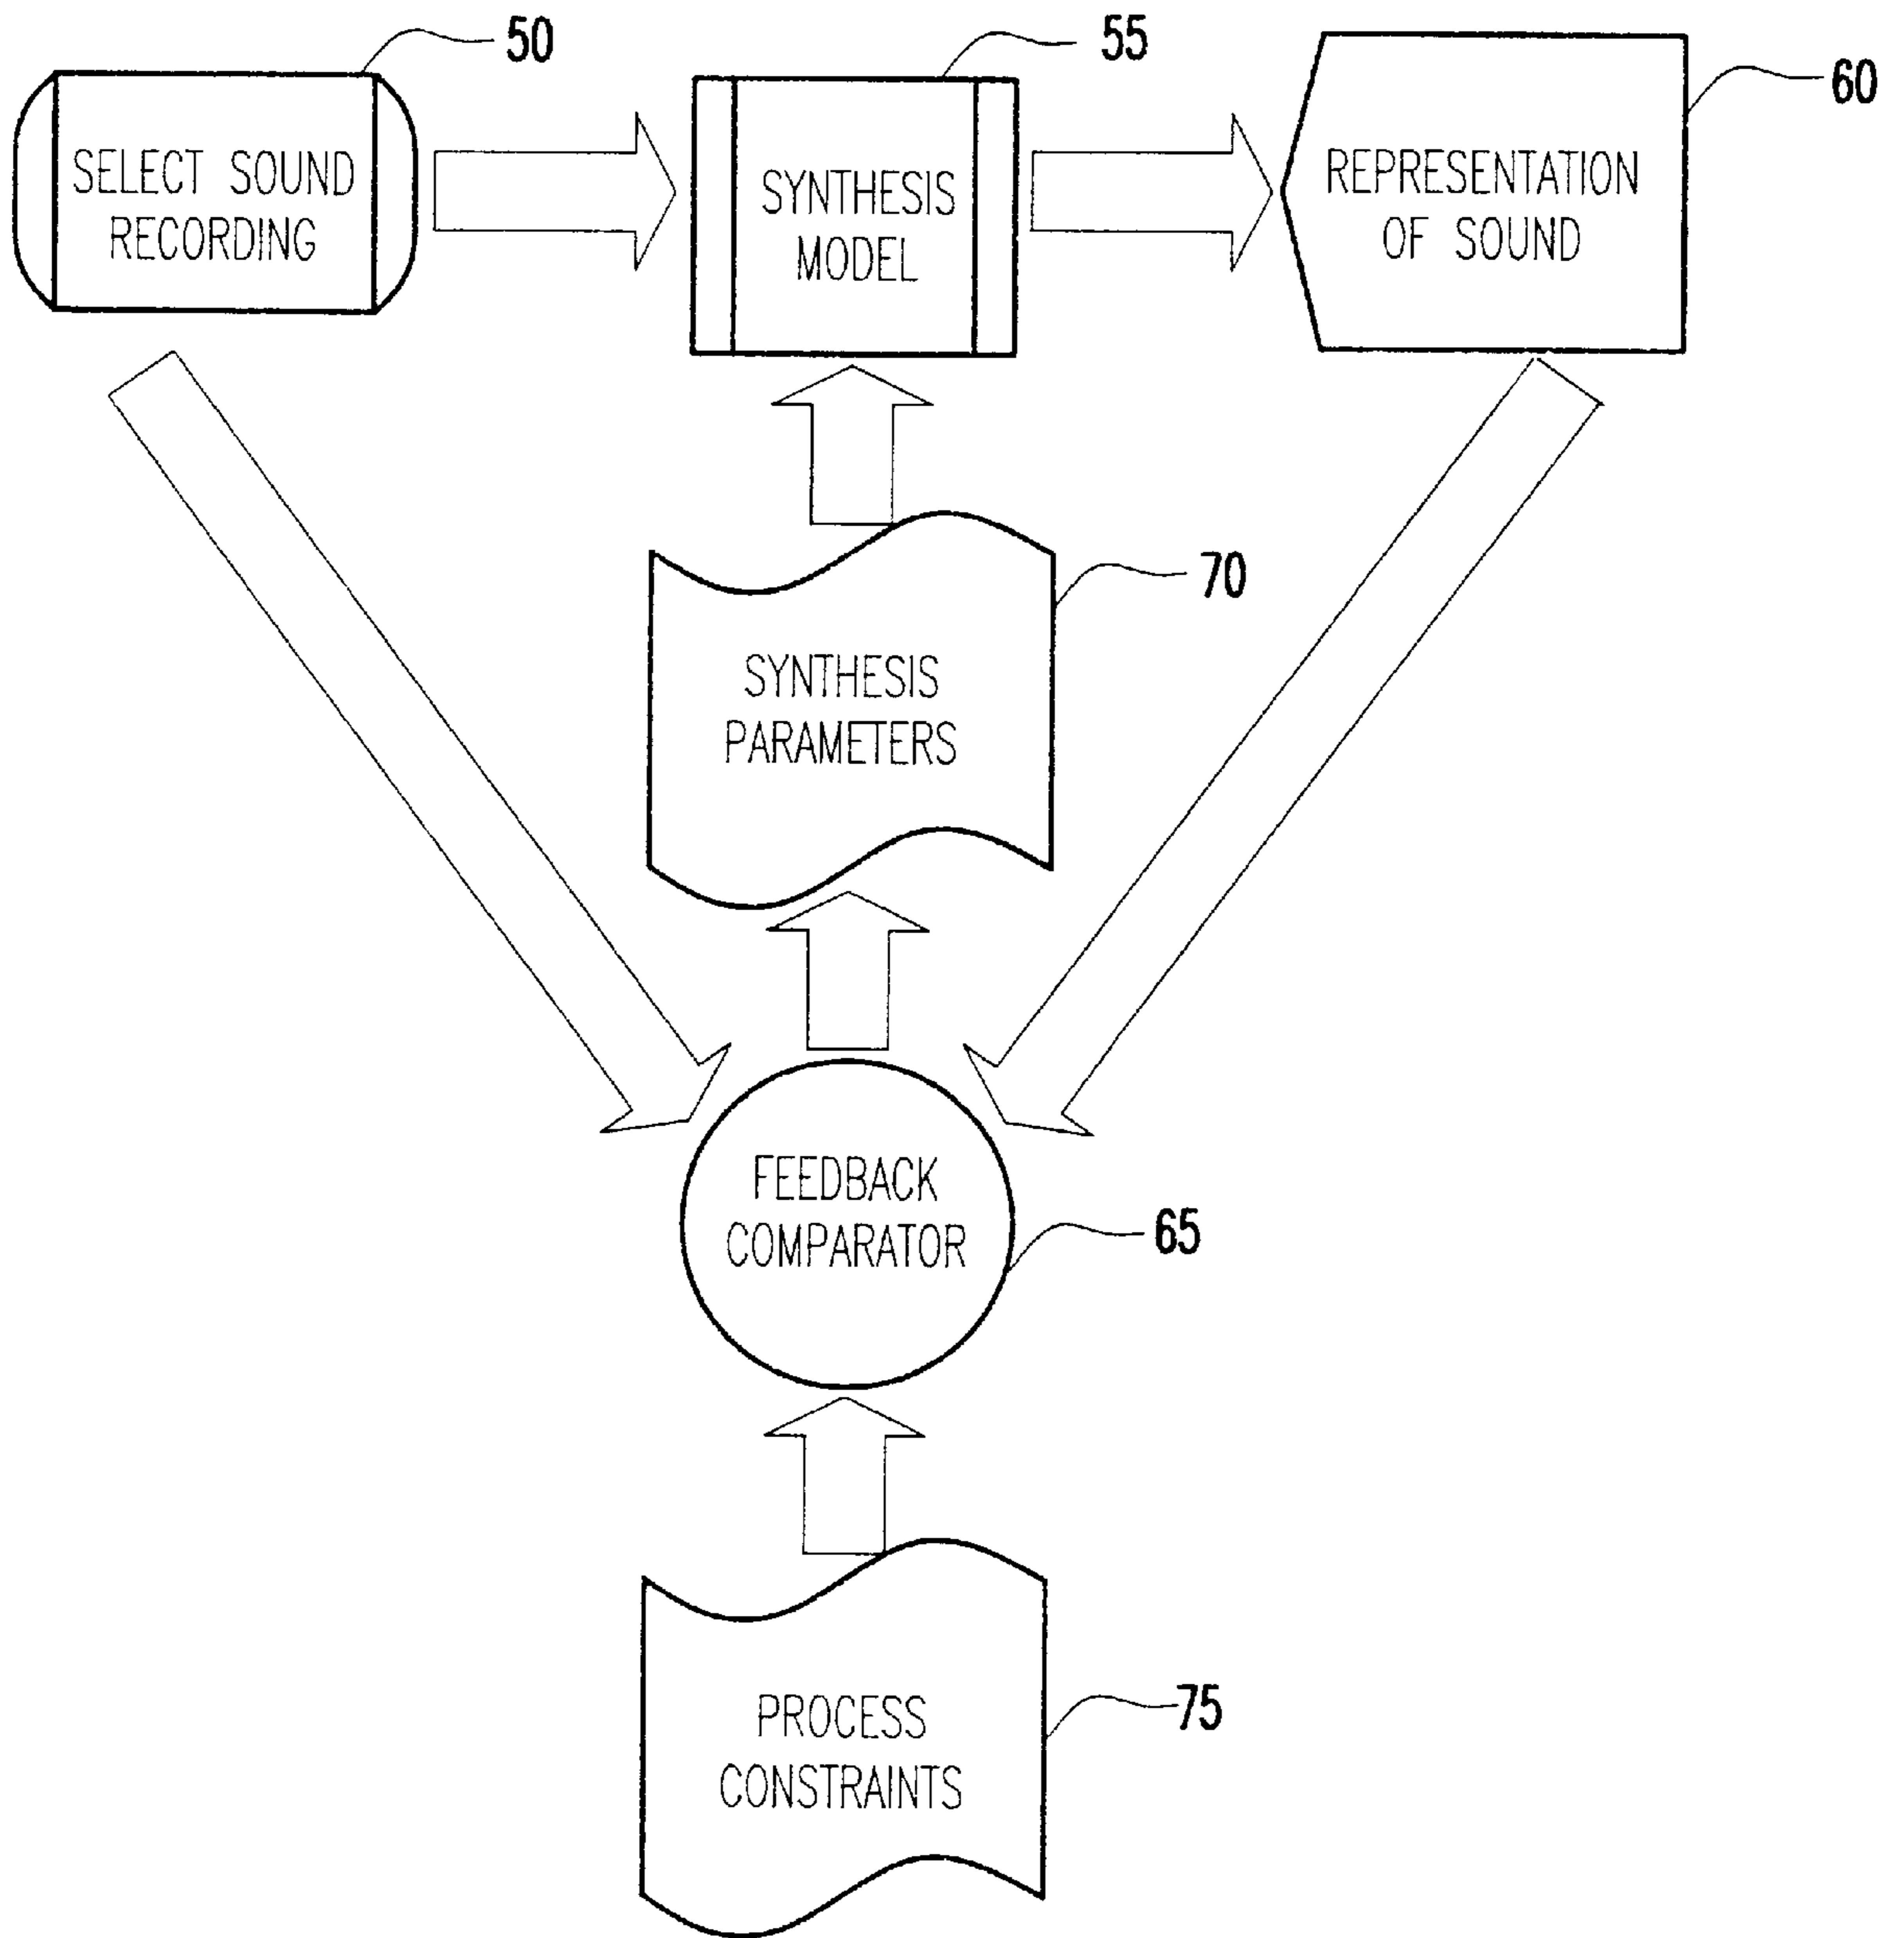 50
55
60
SELECT SOUND
RECORDING
SYNTHESIS
MODEL
REPRESENTATION
OF SOUND
70
SYNTHESIS
PARAMETERS
FEEDBACK
COMPARATOR
65
PROCESS
CONSTRAINTS
75